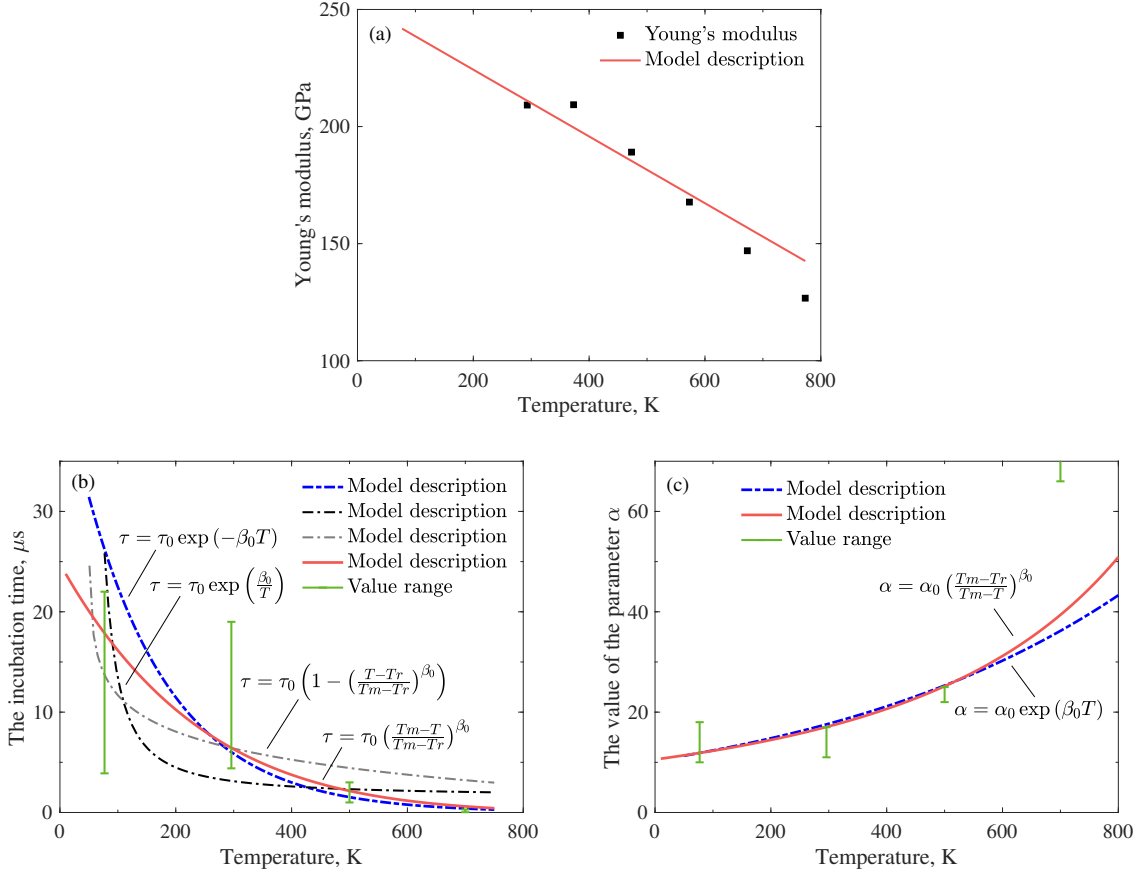 (a)
Young's modulus
Model description
250
200
150
100
Young's modulus, GPa
0 200 400 600 800
Temperature, K
(b)
Model description
Model description
Model description
Model description
Value range
τ = τ₀ exp (−β₀T)
τ = τ₀ exp (β₀/T)
τ = τ₀ (1 − ((T−Tr)/(Tm−Tr))^β₀)
τ = τ₀ ((Tm−T)/(Tm−Tr))^β₀
30
20
10
0
The incubation time, μs
0 200 400 600 800
Temperature, K
(c)
Model description
Model description
Value range
α = α₀ ((Tm−Tr)/(Tm−T))^β₀
α = α₀ exp (β₀T)
60
40
20
0
The value of the parameter α
0 200 400 600 800
Temperature, K